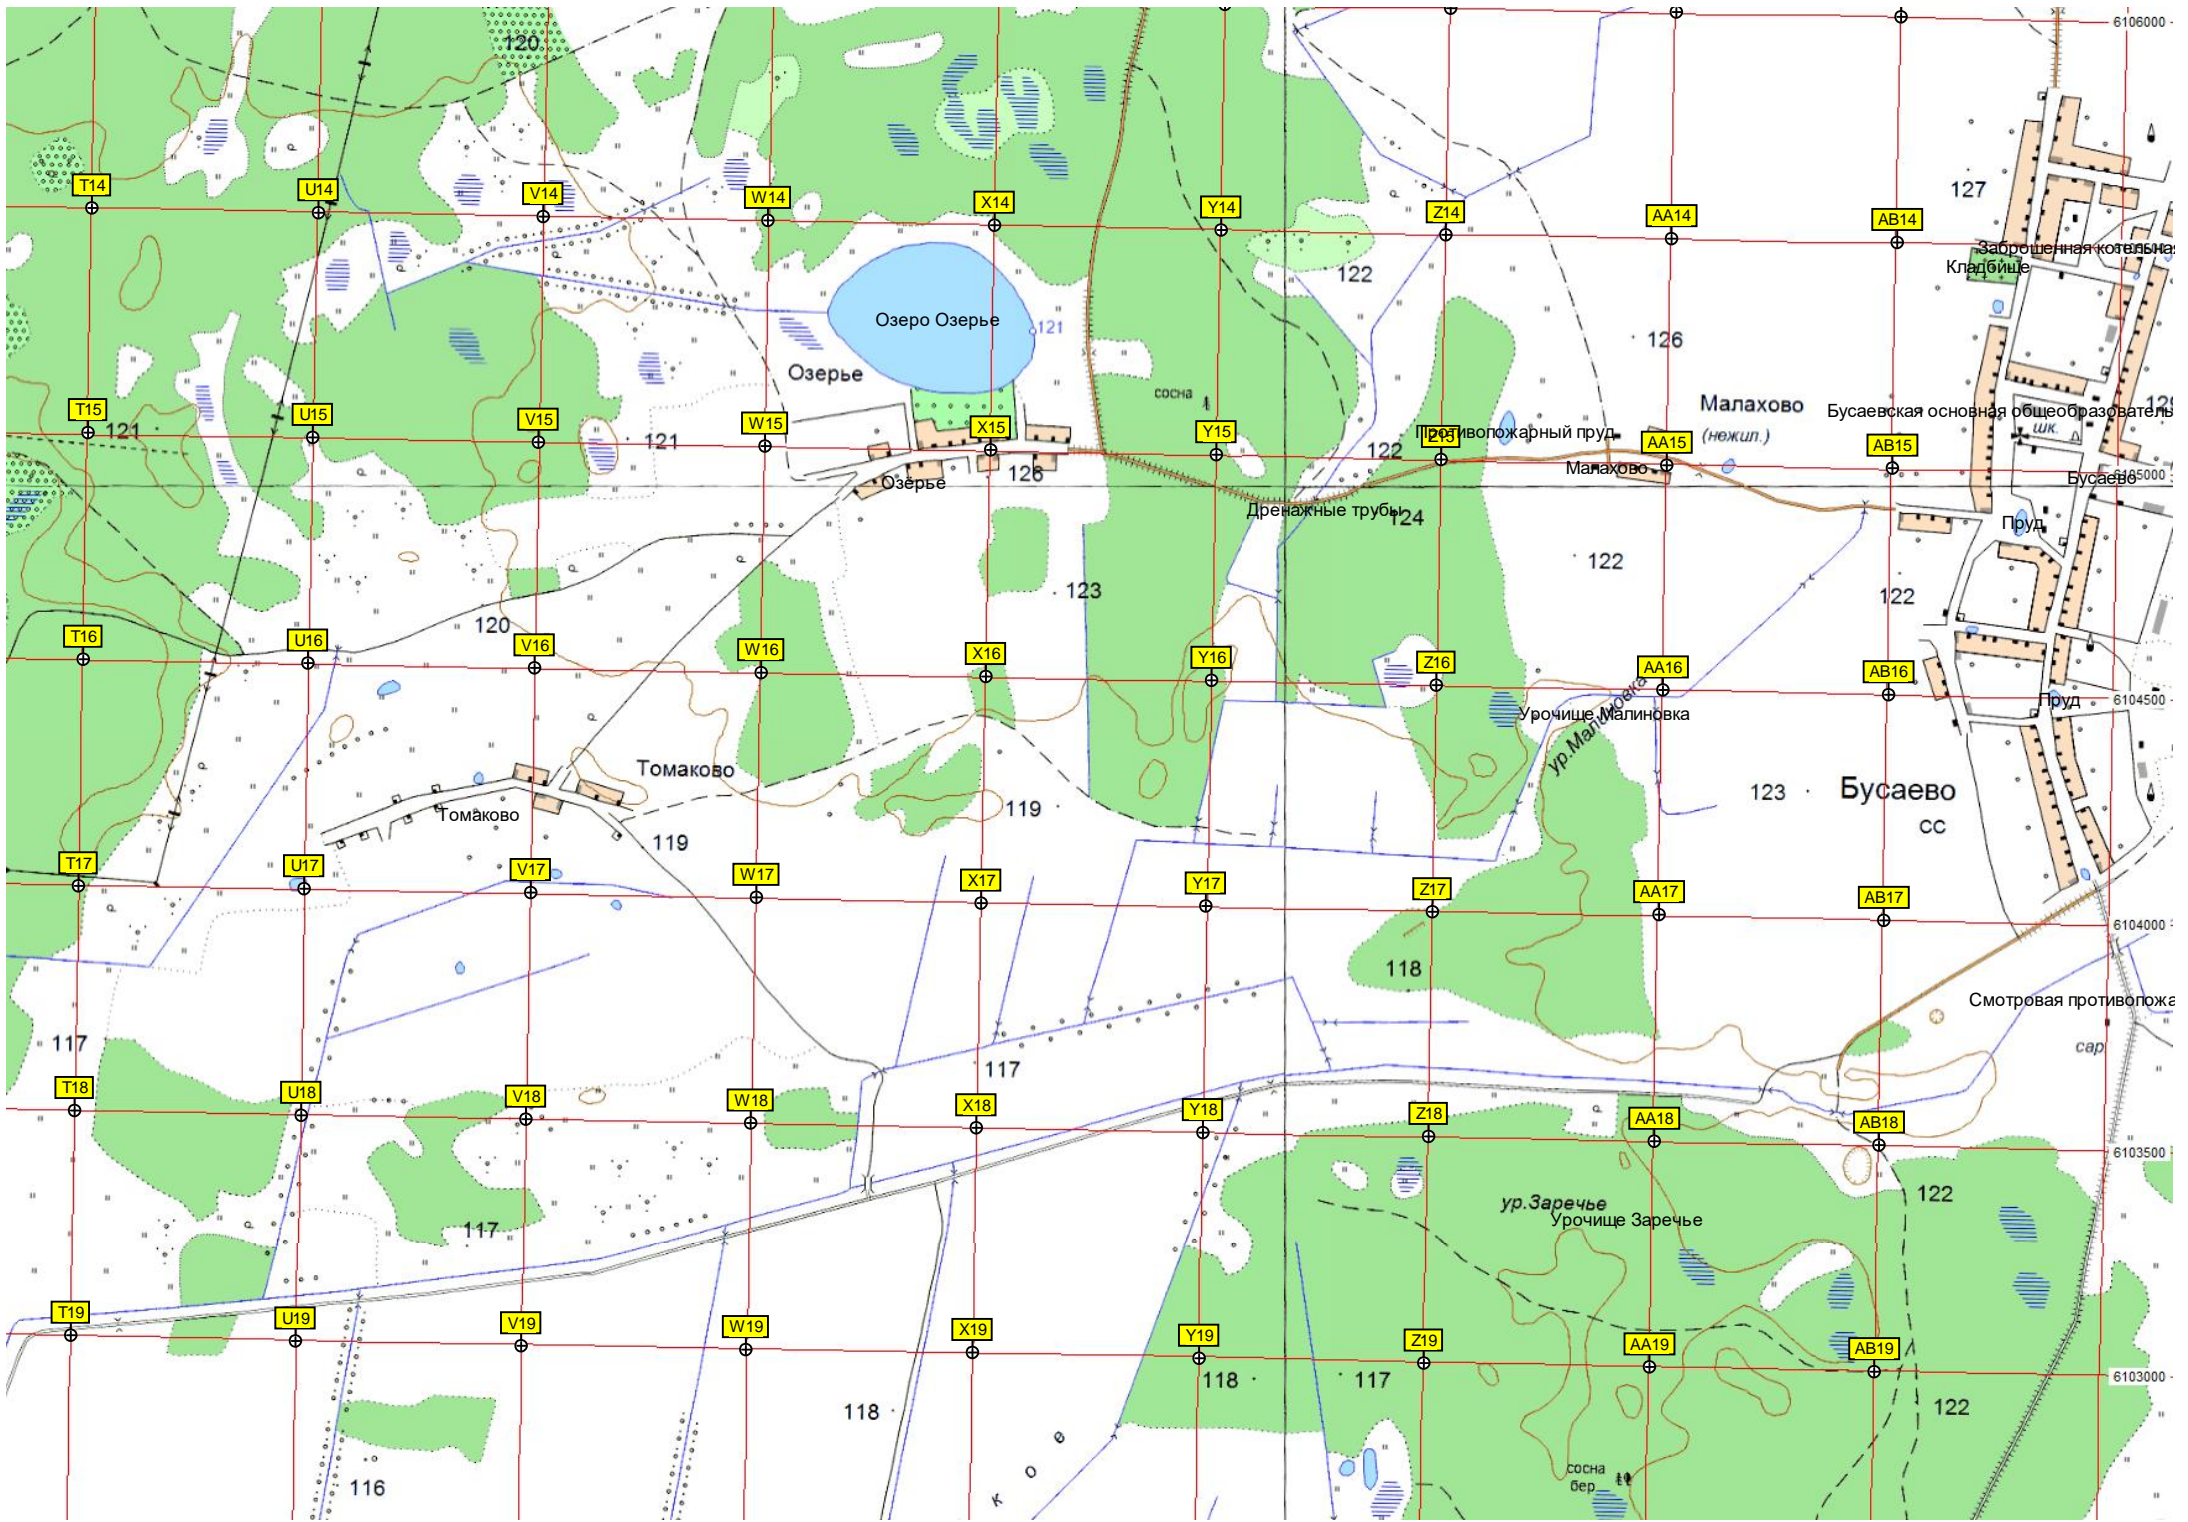 120
6106000
T14
U14
V14
W14
X14
Y14
Z14
AA14
AB14
127
Заброшенная котельная
Кладбище
122
Озеро Озерье
121
126
Озерье
сосна
Малахово
(нежил.)
Бусаевская основная общеобразователь
129
шк.
T15
U15
V15
W15
X15
Y15
Z15
AA15
AB15
121
121
126
122
Противопожарный пруд
Малахово
Озерье
Бусаево
6105000
Дренажные трубы
124
Пруд
122
123
122
120
T16
U16
V16
W16
X16
Y16
Z16
AA16
AB16
ур.Малиновка
Урочище Малиновка
Пруд
6104500
Томаково
Томаково
119
119
123
Бусаево
СС
T17
U17
V17
W17
X17
Y17
Z17
AA17
AB17
6104000
118
Смотровая противопожа
117
117
сар.
T18
U18
V18
W18
X18
Y18
Z18
AA18
AB18
6103500
117
122
ур.Заречье
Урочище Заречье
T19
U19
V19
W19
X19
Y19
Z19
AA19
AB19
6103000
118
117
118
122
116
к о в
сосна
бер.